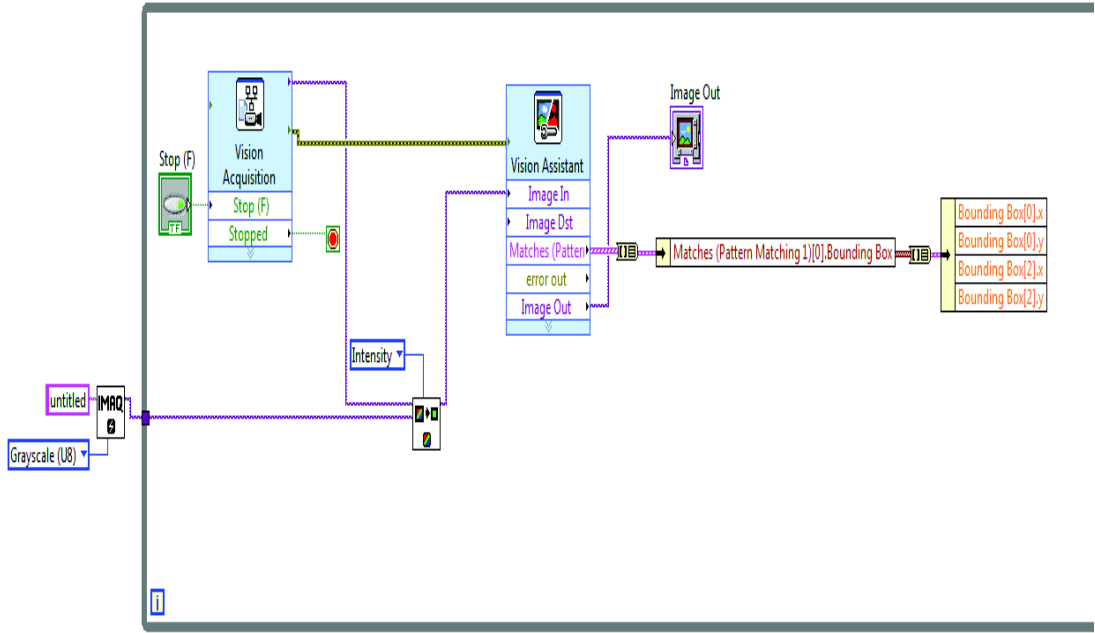 Image Out
Vision
Acquisition
Stop (F)
Stopped
Stop (F)
TF
Vision Assistant
Image In
Image Dst
Matches (Patter
error out
Image Out
Matches (Pattern Matching 1)[0].Bounding Box
Bounding Box[0].x
Bounding Box[0].y
Bounding Box[2].x
Bounding Box[2].y
Intensity
untitled
IMAQ
Grayscale (U8)
i